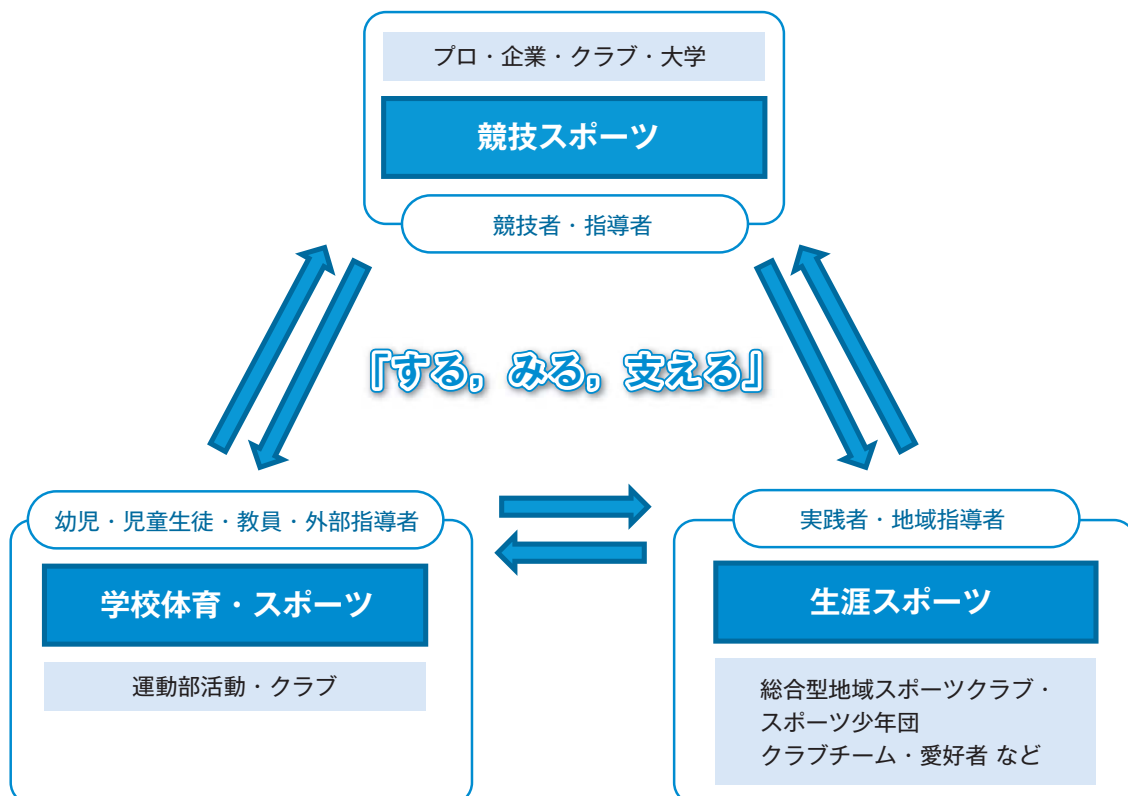 プロ・企業・クラブ・大学
競技スポーツ
競技者・指導者
「する，みる，支える」
幼児・児童生徒・教員・外部指導者
学校体育・スポーツ
運動部活動・クラブ
実践者・地域指導者
生涯スポーツ
総合型地域スポーツクラブ・
スポーツ少年団
クラブチーム・愛好者 など